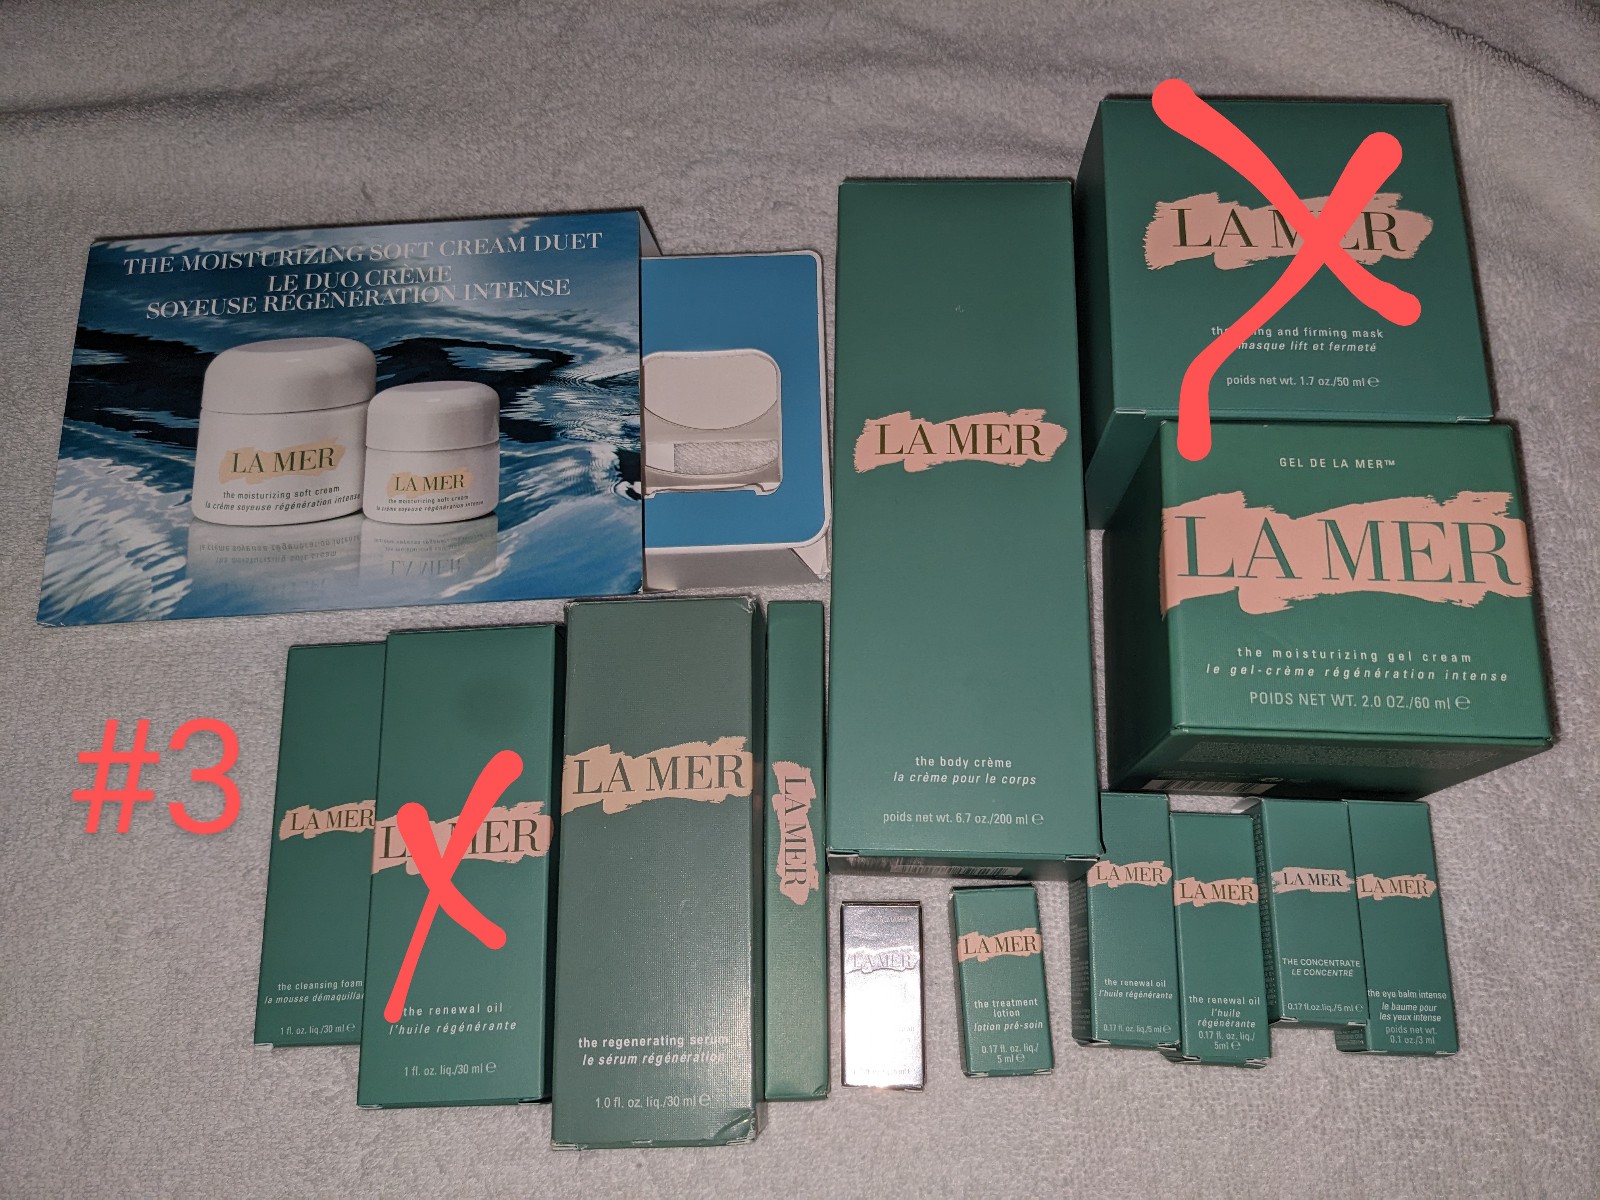 THE MOISTURIZING SOFT CREAM DUET
LE DUO CRÈME
SOYEUSE RÉGÉNÉRATION INTENSE
LA MER
the moisturizing soft cream
la crème soyeuse régénération intense
LA MER
the moisturizing soft cream
la crème soyeuse régénération intense
LA MER
the body crème
la crème pour le corps
poids net wt. 6.7 oz./200 ml ℮
LA MER
and firming mask
masque lift et fermeté
poids net wt. 1.7 oz./50 ml ℮
GEL DE LA MER™
LA MER
the moisturizing gel cream
le gel-crème régénération intense
POIDS NET WT. 2.0 OZ./60 ml ℮
#3
LA MER
the cleansing foam
la mousse démaquilla
1 fl. oz. liq./30 ml ℮
LA MER
the renewal oil
l'huile régénérante
1 fl. oz. liq./30 ml ℮
LA MER
the regenerating serum
le sérum régénération
1.0 fl. oz. liq./30 ml ℮
LA MER
LA MER
LA MER
the treatment
lotion
lotion pré-soin
0.17 fl. oz. liq./
5 ml ℮
LA MER
the renewal oil
l'huile régénérante
0.17 fl. oz. liq./5 ml ℮
LA MER
the renewal oil
l'huile
régénérante
0.17 fl. oz. liq./
5ml ℮
LA MER
THE CONCENTRATE
LE CONCENTRÉ
0.17 fl. oz. liq./5 ml ℮
LA MER
the eye balm intense
le baume pour
les yeux intense
poids net wt.
0.1 oz./3 ml